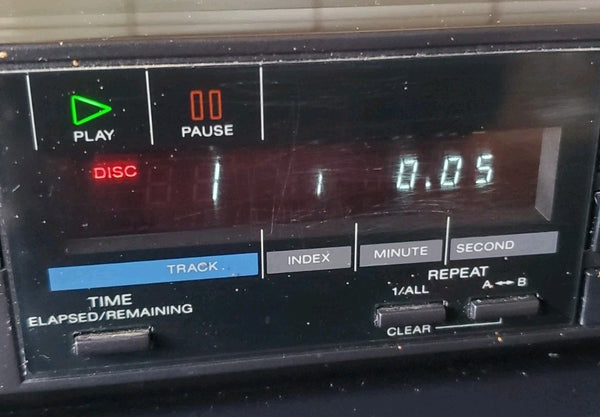 PLAY PAUSE
DISC 1 1 0.05
TRACK INDEX MINUTE SECOND
TIME
ELAPSED/REMAINING
REPEAT
1/ALL A↔B
CLEAR